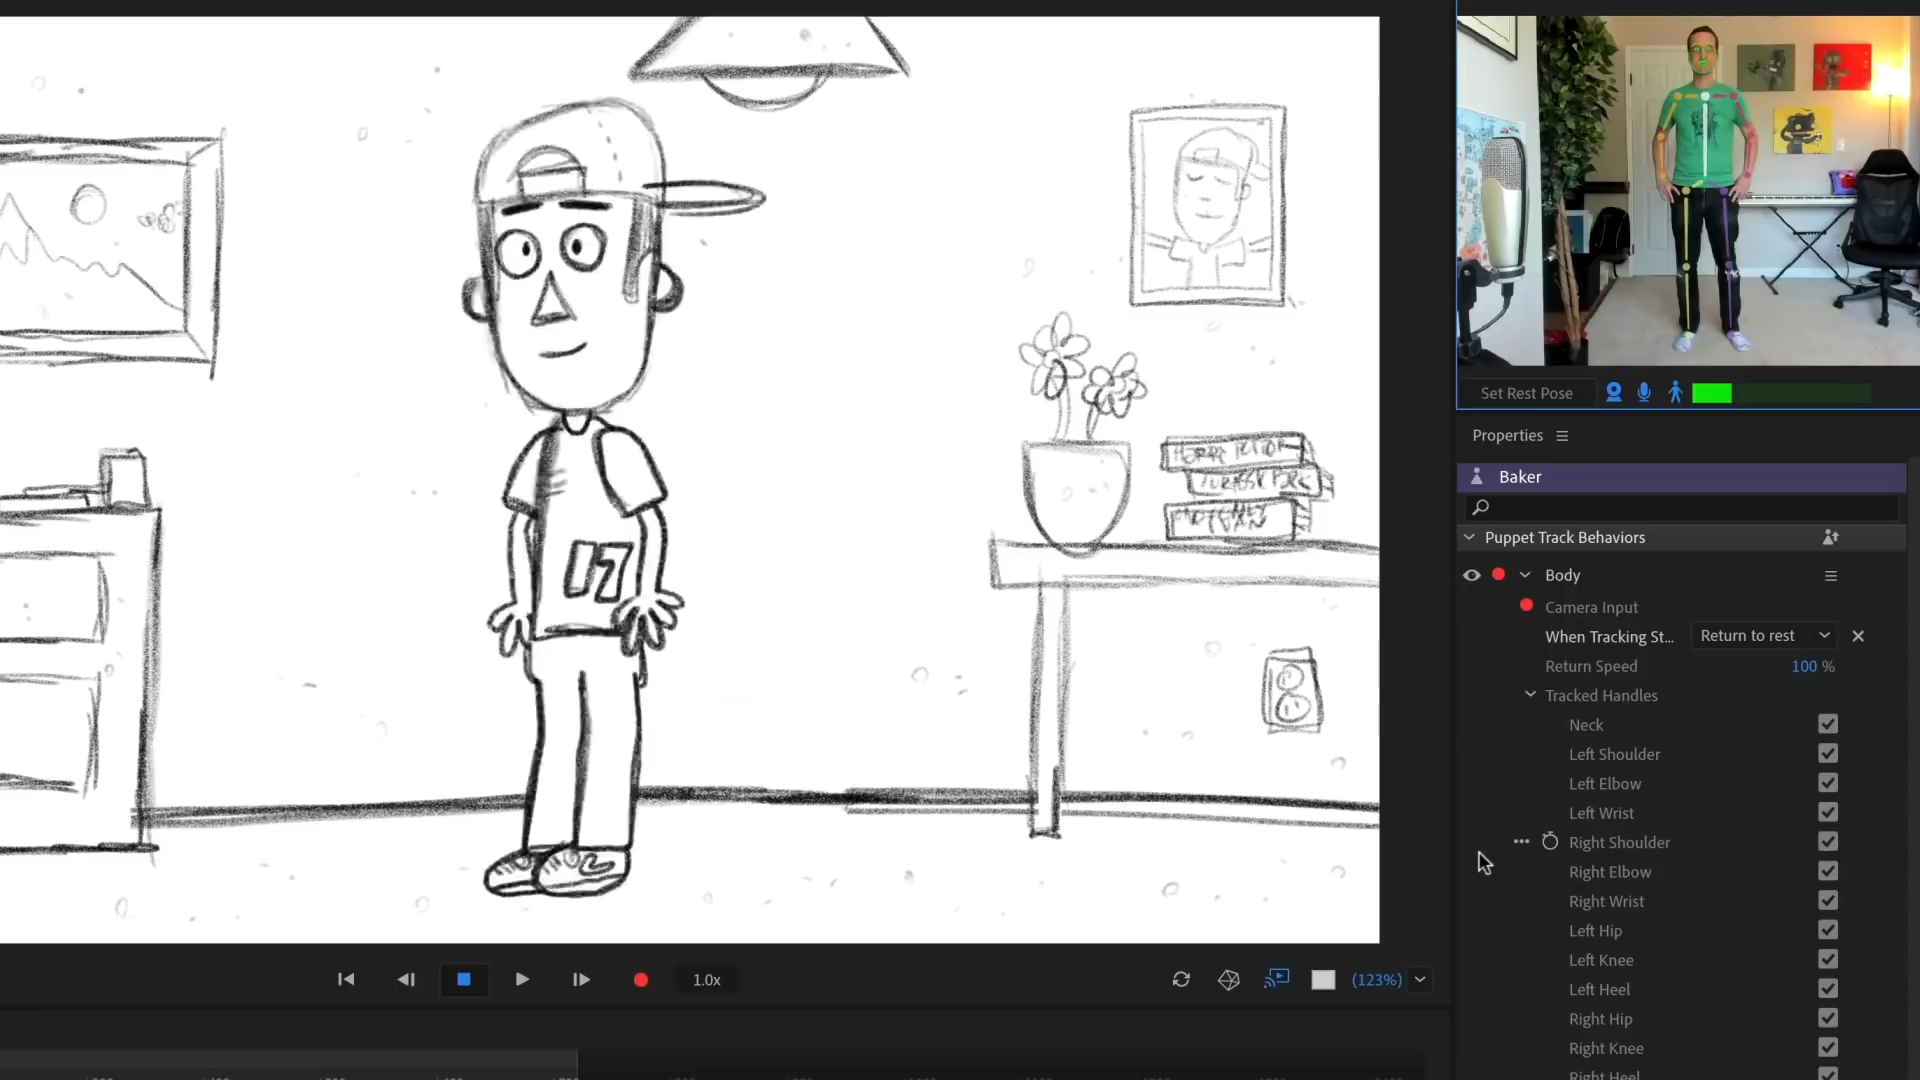 Set Rest Pose
Properties
Baker
Puppet Track Behaviors
Body
Camera Input
When Tracking St... Return to rest
Return Speed 100 %
Tracked Handles
Neck
Left Shoulder
Left Elbow
Left Wrist
Right Shoulder
Right Elbow
Right Wrist
Left Hip
Left Knee
Left Heel
Right Hip
Right Knee
Right Heel
17
1.0x (123%)